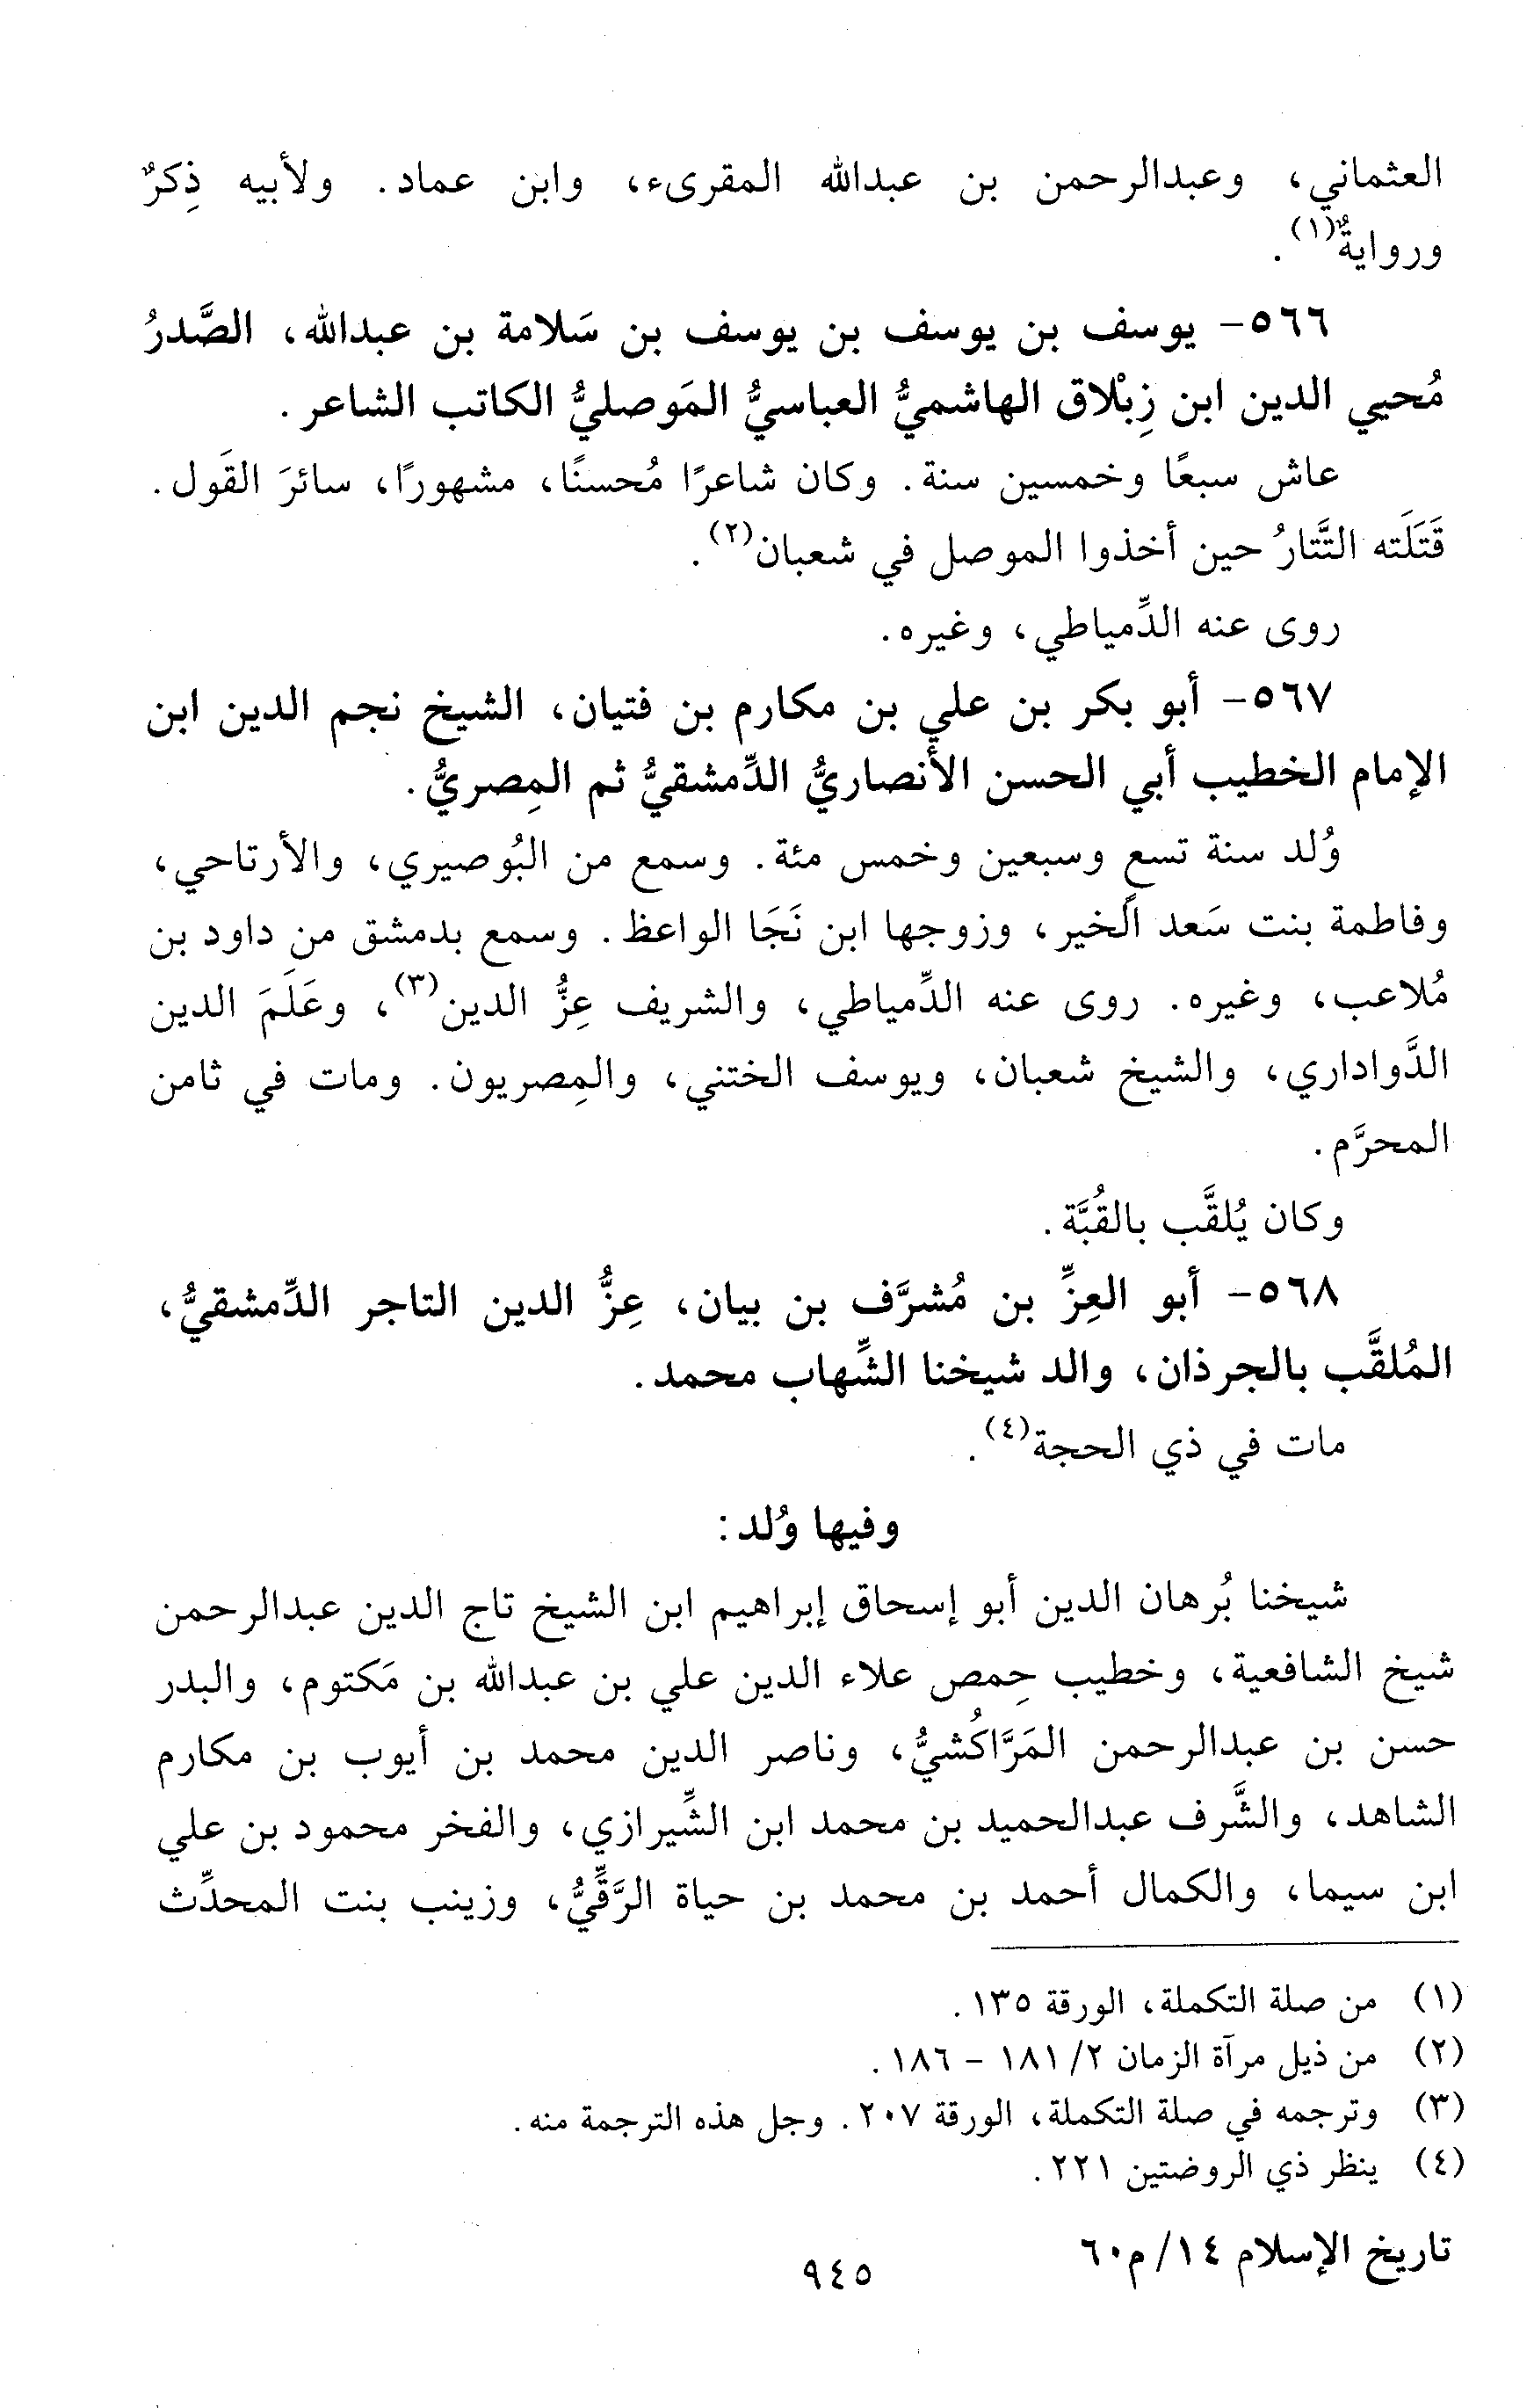 العثماني، وعبدالرحمن بن عبدالله المقرىء، وابن عماد. ولأبيه ذِكرٌ
وروايةٌ(١).
٥٦٦- يوسف بن يوسف بن يوسف بن سَلامة بن عبدالله، الصَّدرُ
مُحيي الدين ابن زِبْلاق الهاشميُّ العباسيُّ المَوصليُّ الكاتب الشاعر.
عاش سبعًا وخمسين سنة. وكان شاعرًا مُحسنًا، مشهورًا، سائرَ القَول.
قَتَلَته التَّتارُ حين أخذوا الموصل في شعبان(٢).
روى عنه الدِّمياطي، وغيره.
٥٦٧- أبو بكر بن علي بن مكارم بن فتيان، الشيخ نجم الدين ابن
الإمام الخطيب أبي الحسن الأنصاريُّ الدِّمشقيُّ ثم المِصريُّ.
وُلد سنة تسع وسبعين وخمس مئة. وسمع من البُوصيري، والأرتاحي،
وفاطمة بنت سَعد الخير، وزوجها ابن نَجَا الواعظ. وسمع بدمشق من داود بن
مُلاعب، وغيره. روى عنه الدِّمياطي، والشريف عِزُّ الدين(٣)، وعَلَمَ الدين
الدَّواداري، والشيخ شعبان، ويوسف الختني، والمِصريون. ومات في ثامن
المحرَّم.
وكان يُلقَّب بالقُبَّة.
٥٦٨- أبو العِزِّ بن مُشرَّف بن بيان، عِزُّ الدين التاجر الدِّمشقيُّ،
المُلقَّب بالجرذان، والد شيخنا الشِّهاب محمد.
مات في ذي الحجة(٤).
وفيها وُلد:
شيخنا بُرهان الدين أبو إسحاق إبراهيم ابن الشيخ تاج الدين عبدالرحمن
شيخ الشافعية، وخطيب حِمص علاء الدين علي بن عبدالله بن مَكتوم، والبدر
حسن بن عبدالرحمن المَرَّاكُشيُّ، وناصر الدين محمد بن أيوب بن مكارم
الشاهد، والشَّرف عبدالحميد بن محمد ابن الشِّيرازي، والفخر محمود بن علي
ابن سيما، والكمال أحمد بن محمد بن حياة الرَّقِّيُّ، وزينب بنت المحدِّث
(١) من صلة التكملة، الورقة ١٣٥.
(٢) من ذيل مرآة الزمان ٢/ ١٨١ - ١٨٦.
(٣) وترجمه في صلة التكملة، الورقة ٢٠٧. وجل هذه الترجمة منه.
(٤) ينظر ذي الروضتين ٢٢١.
تاريخ الإسلام ١٤/ م٦٠
٩٤٥